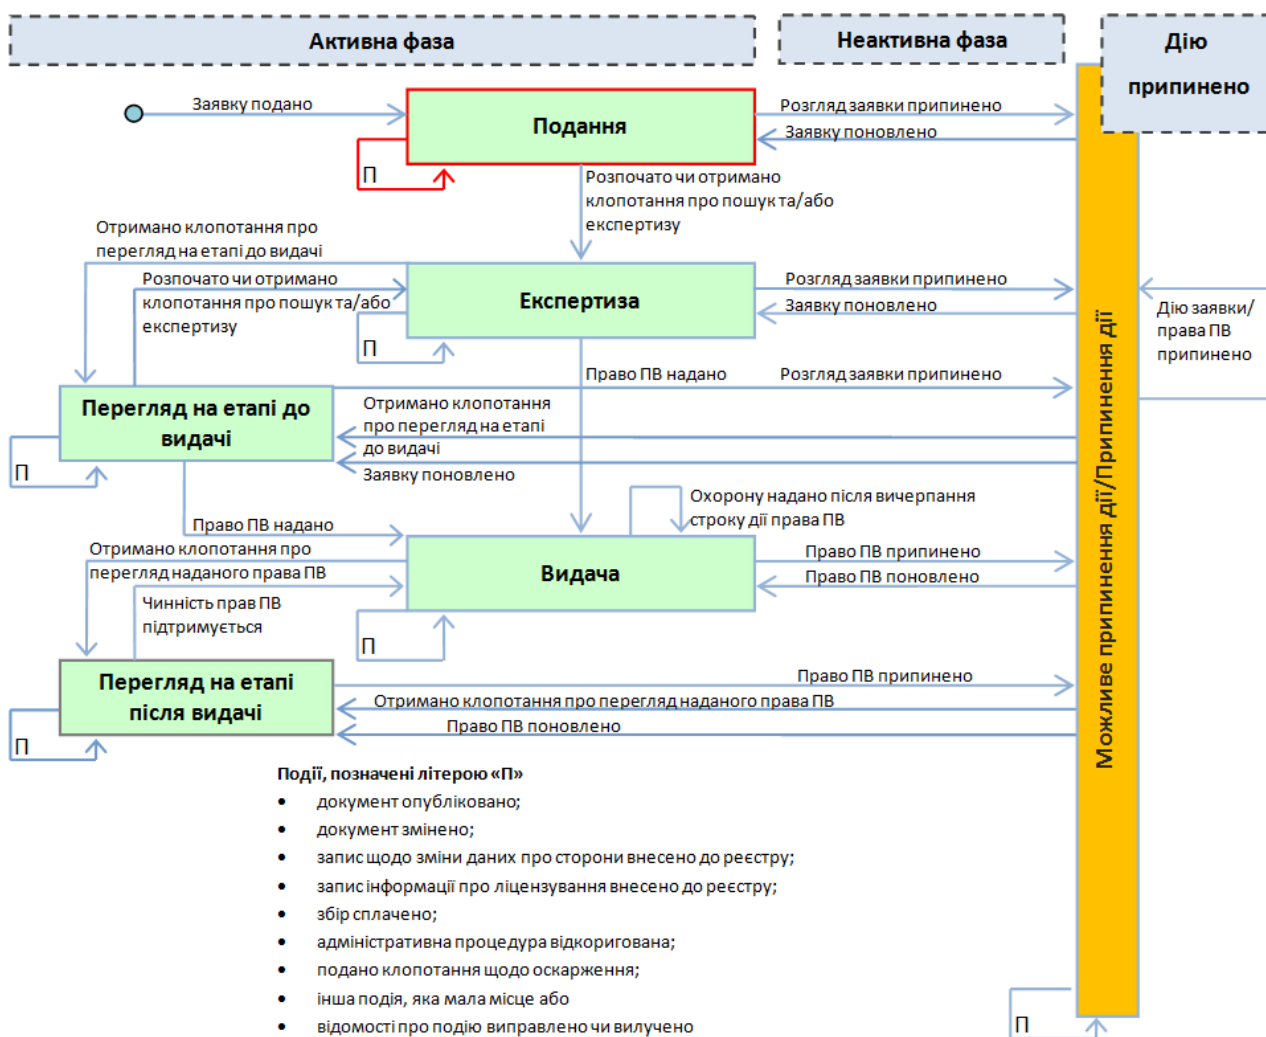 Активна фаза
Неактивна фаза
Дію
припинено
Заявку подано
Подання
Розгляд заявки припинено
Заявку поновлено
П
Розпочато чи отримано
клопотання про пошук та/або
експертизу
Отримано клопотання про
перегляд на етапі до видачі
Розпочато чи отримано
клопотання про пошук та/або
експертизу
Експертиза
Розгляд заявки припинено
Заявку поновлено
П
Дію заявки/
права ПВ
припинено
Право ПВ надано
Розгляд заявки припинено
Перегляд на етапі до
видачі
Отримано клопотання
про перегляд на етапі
до видачі
Заявку поновлено
П
Право ПВ надано
Охорону надано після вичерпання
строку дії права ПВ
Отримано клопотання про
перегляд наданого права ПВ
Видача
Право ПВ припинено
Право ПВ поновлено
Чинність прав ПВ
підтримується
П
Перегляд на етапі
після видачі
Право ПВ припинено
Отримано клопотання про перегляд наданого права ПВ
Право ПВ поновлено
П
Можливе припинення дії/Припинення дії
Події, позначені літерою «П»
• документ опубліковано;
• документ змінено;
• запис щодо зміни даних про сторони внесено до реєстру;
• запис інформації про ліцензування внесено до реєстру;
• збір сплачено;
• адміністративна процедура відкоригована;
• подано клопотання щодо оскарження;
• інша подія, яка мала місце або
• відомості про подію виправлено чи вилучено
П